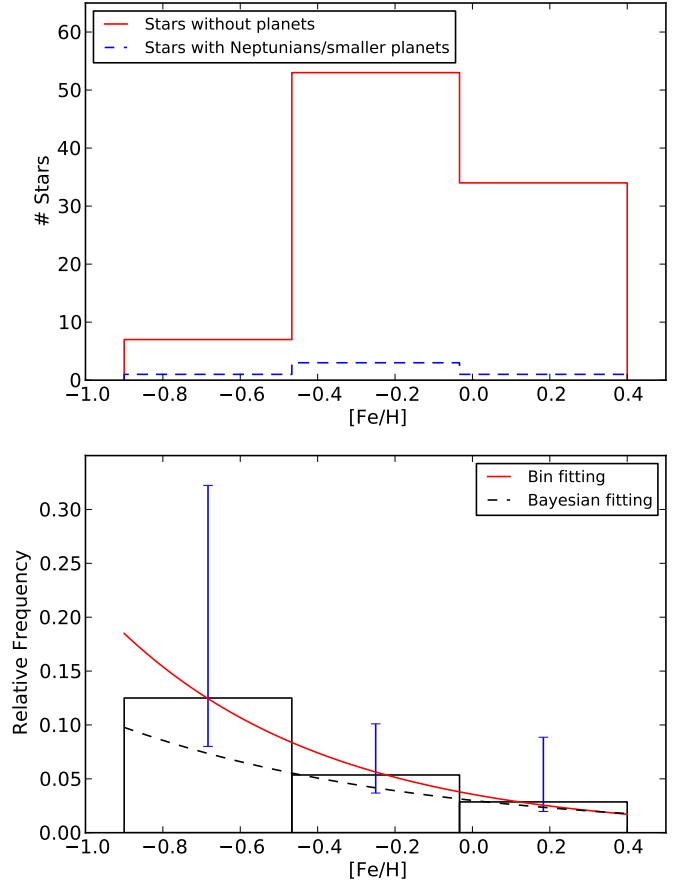 Stars without planets
Stars with Neptunians/smaller planets
# Stars
60
50
40
30
20
10
0
−1.0 −0.8 −0.6 −0.4 −0.2 0.0 0.2 0.4
[Fe/H]
Bin fitting
Bayesian fitting
Relative Frequency
0.30
0.25
0.20
0.15
0.10
0.05
0.00
−1.0 −0.8 −0.6 −0.4 −0.2 0.0 0.2 0.4
[Fe/H]